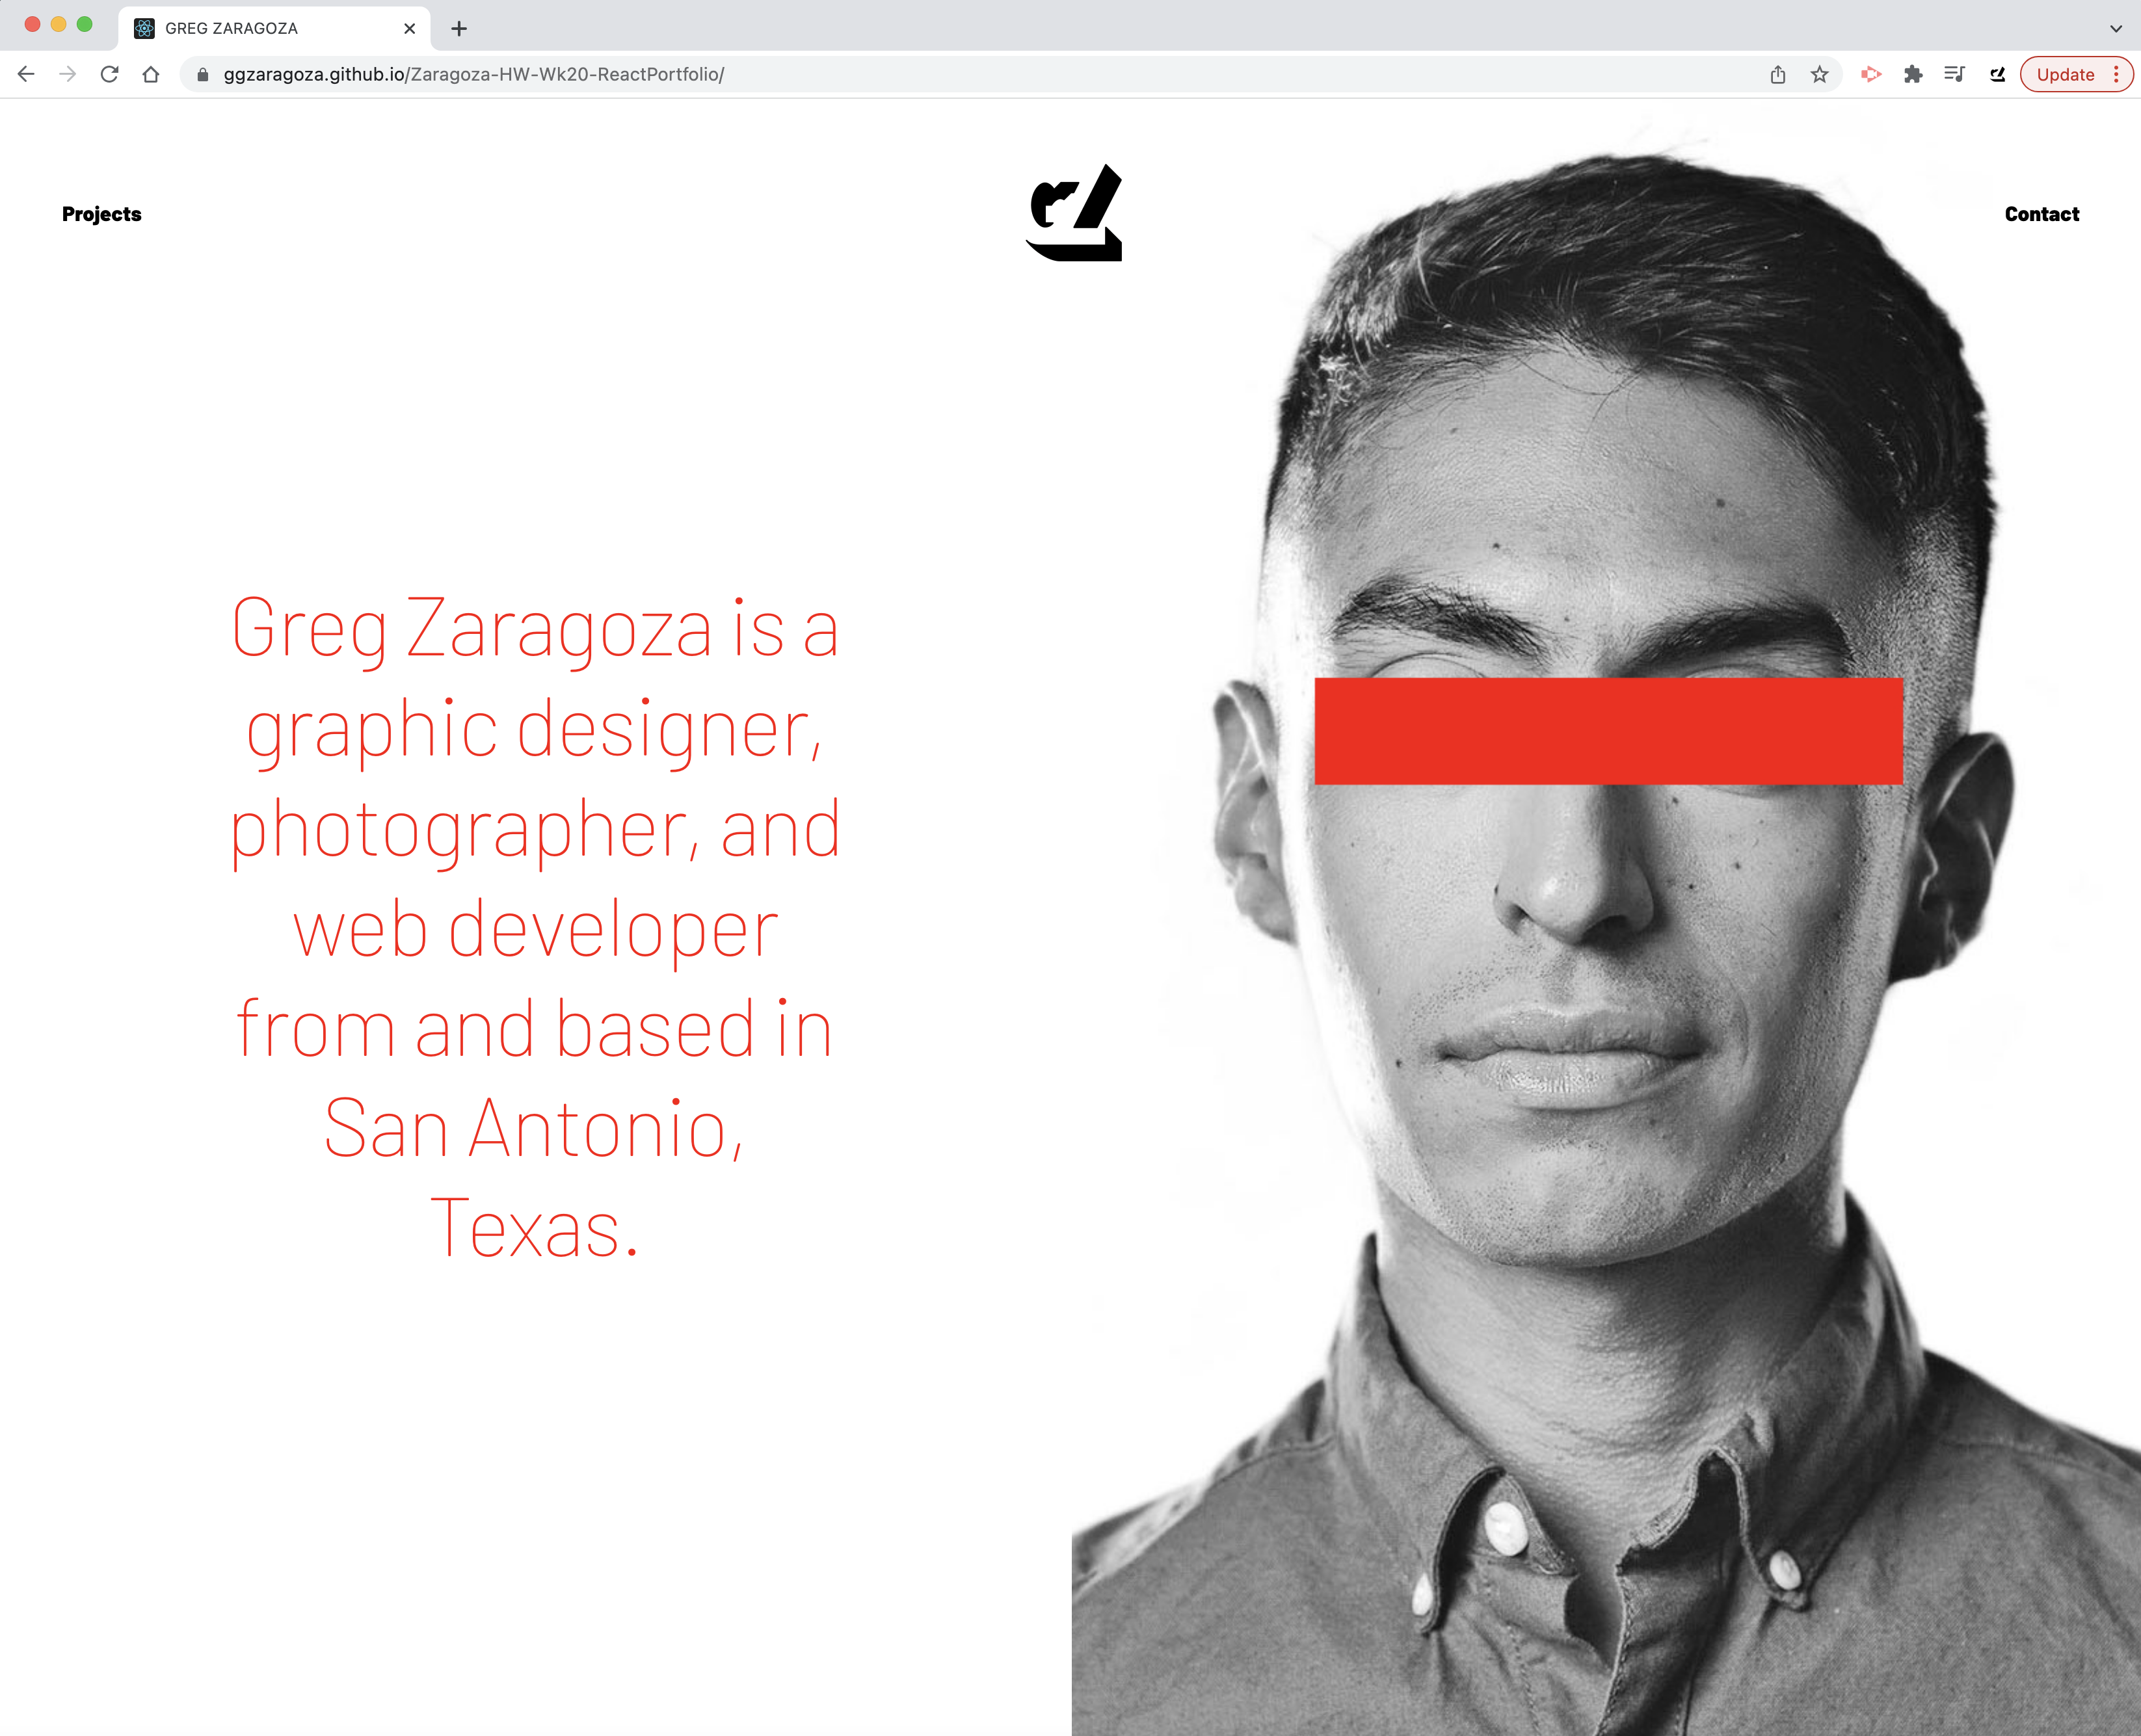 GREG ZARAGOZA
ggzaragoza.github.io/Zaragoza-HW-Wk20-ReactPortfolio/
Update
Projects
Contact
Greg Zaragoza is a
graphic designer,
photographer, and
web developer
from and based in
San Antonio,
Texas.